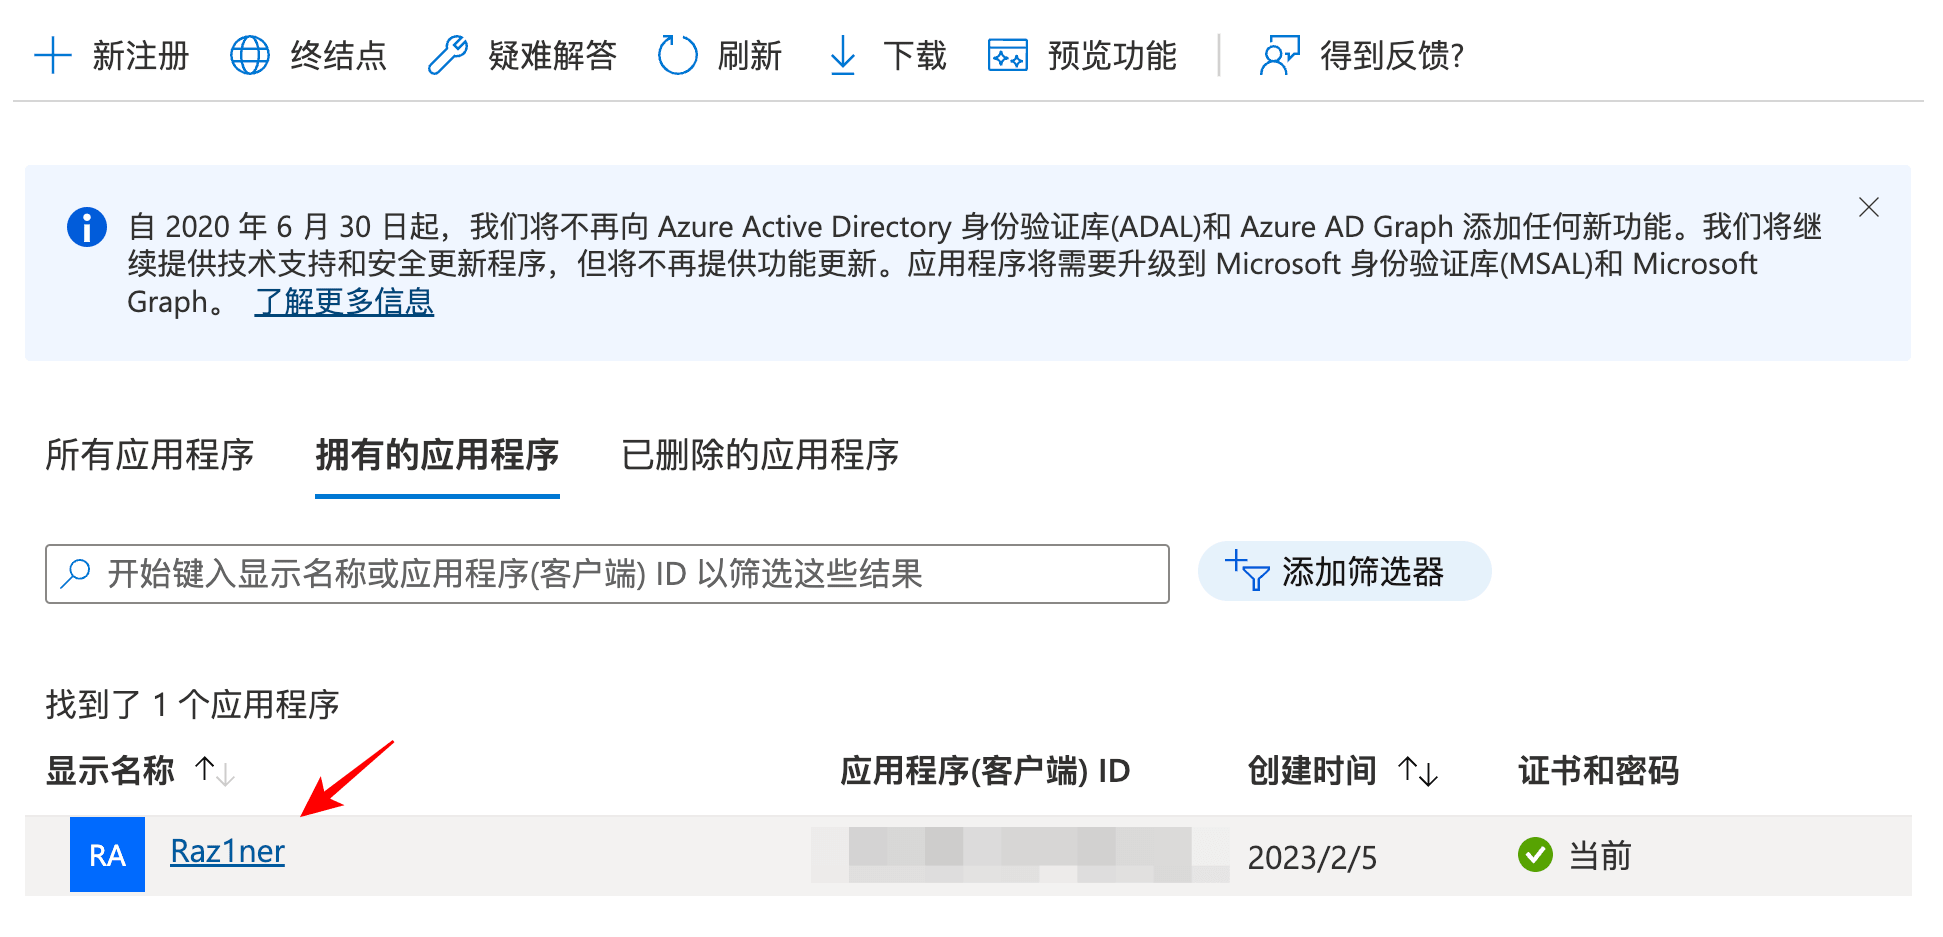 新注册 终结点 疑难解答 刷新 下载 预览功能 得到反馈?
自 2020 年 6 月 30 日起，我们将不再向 Azure Active Directory 身份验证库(ADAL)和 Azure AD Graph 添加任何新功能。我们将继
续提供技术支持和安全更新程序，但将不再提供功能更新。应用程序将需要升级到 Microsoft 身份验证库(MSAL)和 Microsoft
Graph。 了解更多信息
所有应用程序 拥有的应用程序 已删除的应用程序
开始键入显示名称或应用程序(客户端) ID 以筛选这些结果 添加筛选器
找到了 1 个应用程序
显示名称 应用程序(客户端) ID 创建时间 证书和密码
RA Raz1ner 2023/2/5 当前